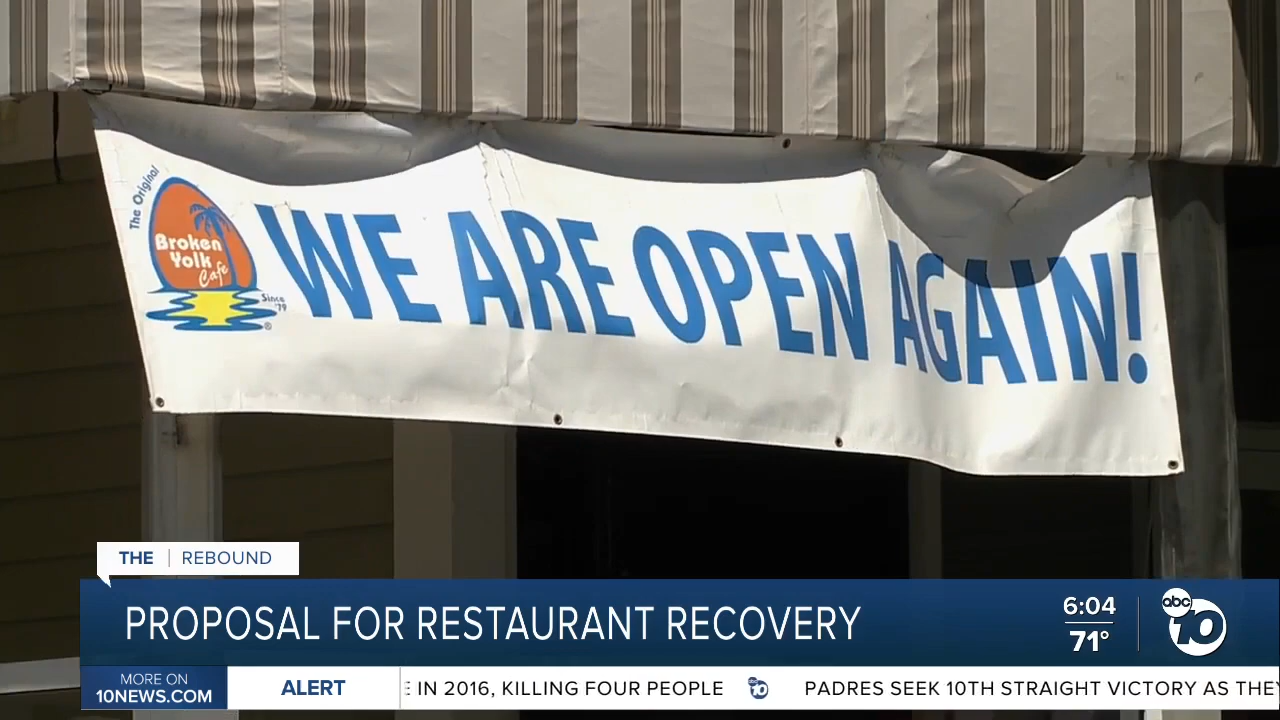 The Original
Broken
Yolk
Cafe
Since
'79
®
WE ARE OPEN AGAIN!
THE | REBOUND
PROPOSAL FOR RESTAURANT RECOVERY
6:04
71°
abc
10
MORE ON
10NEWS.COM
ALERT
IN 2016, KILLING FOUR PEOPLE abc 10 PADRES SEEK 10TH STRAIGHT VICTORY AS THEY